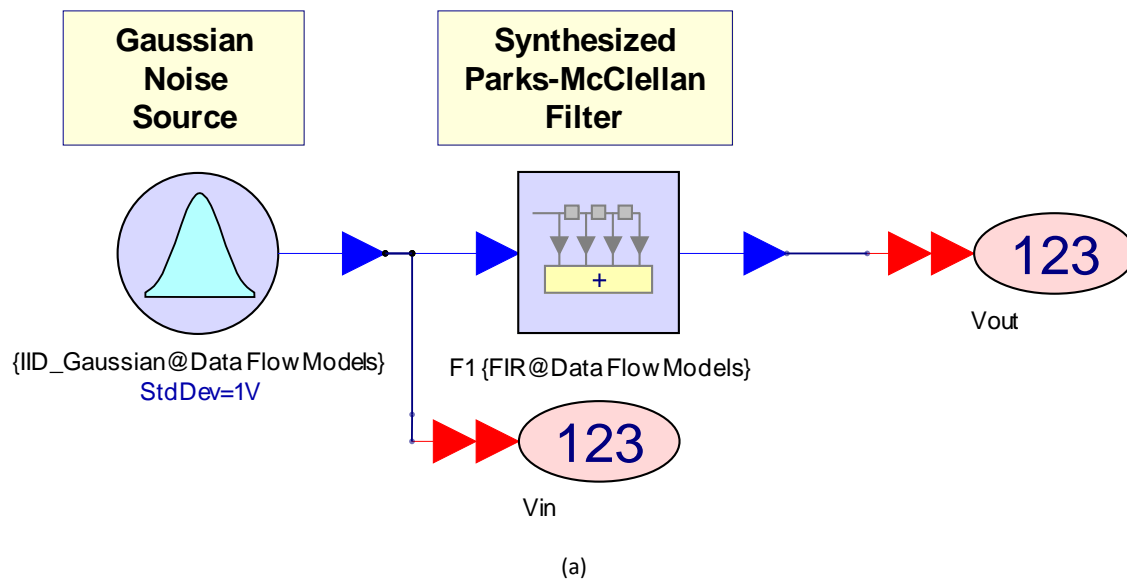 Gaussian
Noise
Source
Synthesized
Parks-McClellan
Filter
+
123
Vout
{IID_Gaussian@Data Flow Models}
StdDev=1V
F1 {FIR@Data Flow Models}
123
Vin
(a)